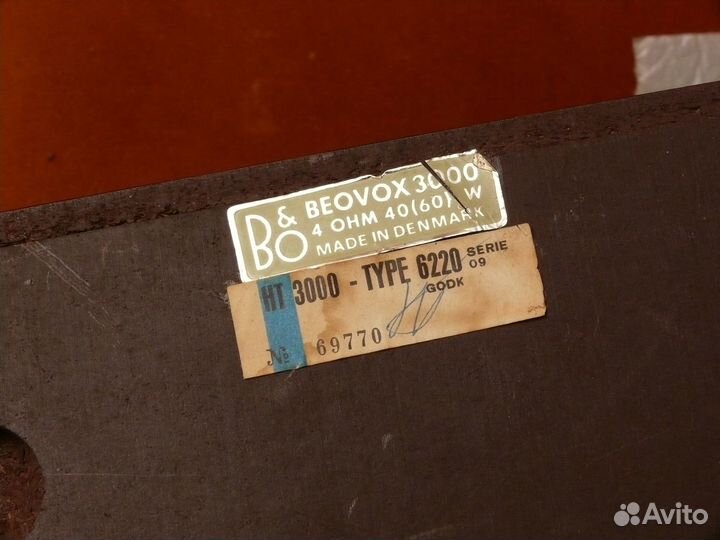 B&O BEOVOX 3000
4 OHM 40(60) W
MADE IN DENMARK
HT 3000 - TYPE 6220 SERIE 09
GODK
№ 69770
Avito